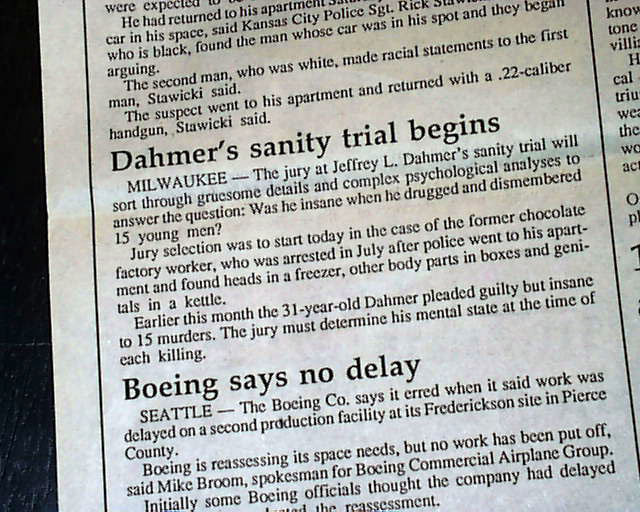 were expected to be
He had returned to his apartment
car in his space, said Kansas City Police Sgt. Rick
who is black, found the man whose car was in his spot and they began
arguing.
The second man, who was white, made racial statements to the first
man, Stawicki said.
The suspect went to his apartment and returned with a .22-caliber
handgun, Stawicki said.
Dahmer's sanity trial begins
MILWAUKEE — The jury at Jeffrey L. Dahmer's sanity trial will
sort through gruesome details and complex psychological analyses to
answer the question: Was he insane when he drugged and dismembered
15 young men?
Jury selection was to start today in the case of the former chocolate
factory worker, who was arrested in July after police went to his apart-
ment and found heads in a freezer, other body parts in boxes and geni-
tals in a kettle.
Earlier this month the 31-year-old Dahmer pleaded guilty but insane
to 15 murders. The jury must determine his mental state at the time of
each killing.
Boeing says no delay
SEATTLE — The Boeing Co. says it erred when it said work was
delayed on a second production facility at its Frederickson site in Pierce
County.
Boeing is reassessing its space needs, but no work has been put off,
said Mike Broom, spokesman for Boeing Commercial Airplane Group.
Initially some Boeing officials thought the company had delayed
the reassessment.
know
tone
villi
H
cal
triu
wea
the
wo
act
O
pl